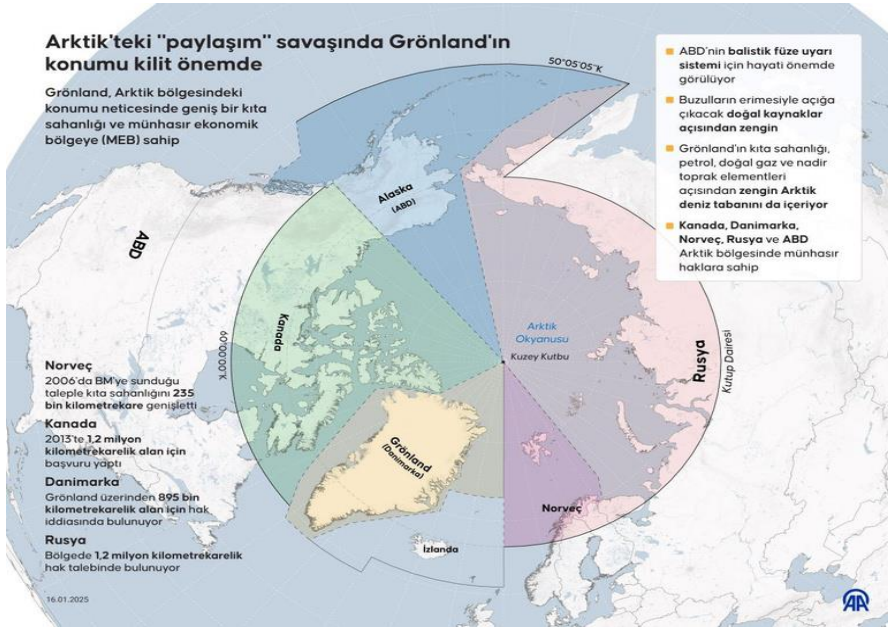 Arktik'teki "paylaşım" savaşında Grönland'ın
konumu kilit önemde
Grönland, Arktik bölgesindeki
konumu neticesinde geniş bir kıta
sahanlığı ve münhasır ekonomik
bölgeye (MEB) sahip
ABD'nin balistik füze uyarı
sistemi için hayati önemde
görülüyor
Buzulların erimesiyle açığa
çıkacak doğal kaynaklar
açısından zengin
Grönland'ın kıta sahanlığı,
petrol, doğal gaz ve nadir
toprak elementleri
açısından zengin Arktik
deniz tabanını da içeriyor
Kanada, Danimarka,
Norveç, Rusya ve ABD
Arktik bölgesinde münhasır
haklara sahip
50°05'05''K
Alaska
(ABD)
ABD
Kanada
60°00'00''K
Arktik
Okyanusu
Kuzey Kutbu
Rusya
Kutup Dairesi
Grönland
(Danimarka)
Norveç
İzlanda
Norveç
2006'da BM'ye sunduğu
taleple kıta sahanlığını 235
bin kilometrekare genişletti
Kanada
2013'te 1,2 milyon
kilometrekarelik alan için
başvuru yaptı
Danimarka
Grönland üzerinden 895 bin
kilometrekarelik alan için hak
iddiasında bulunuyor
Rusya
Bölgede 1,2 milyon kilometrekarelik
hak talebinde bulunuyor
16.01.2025
AA